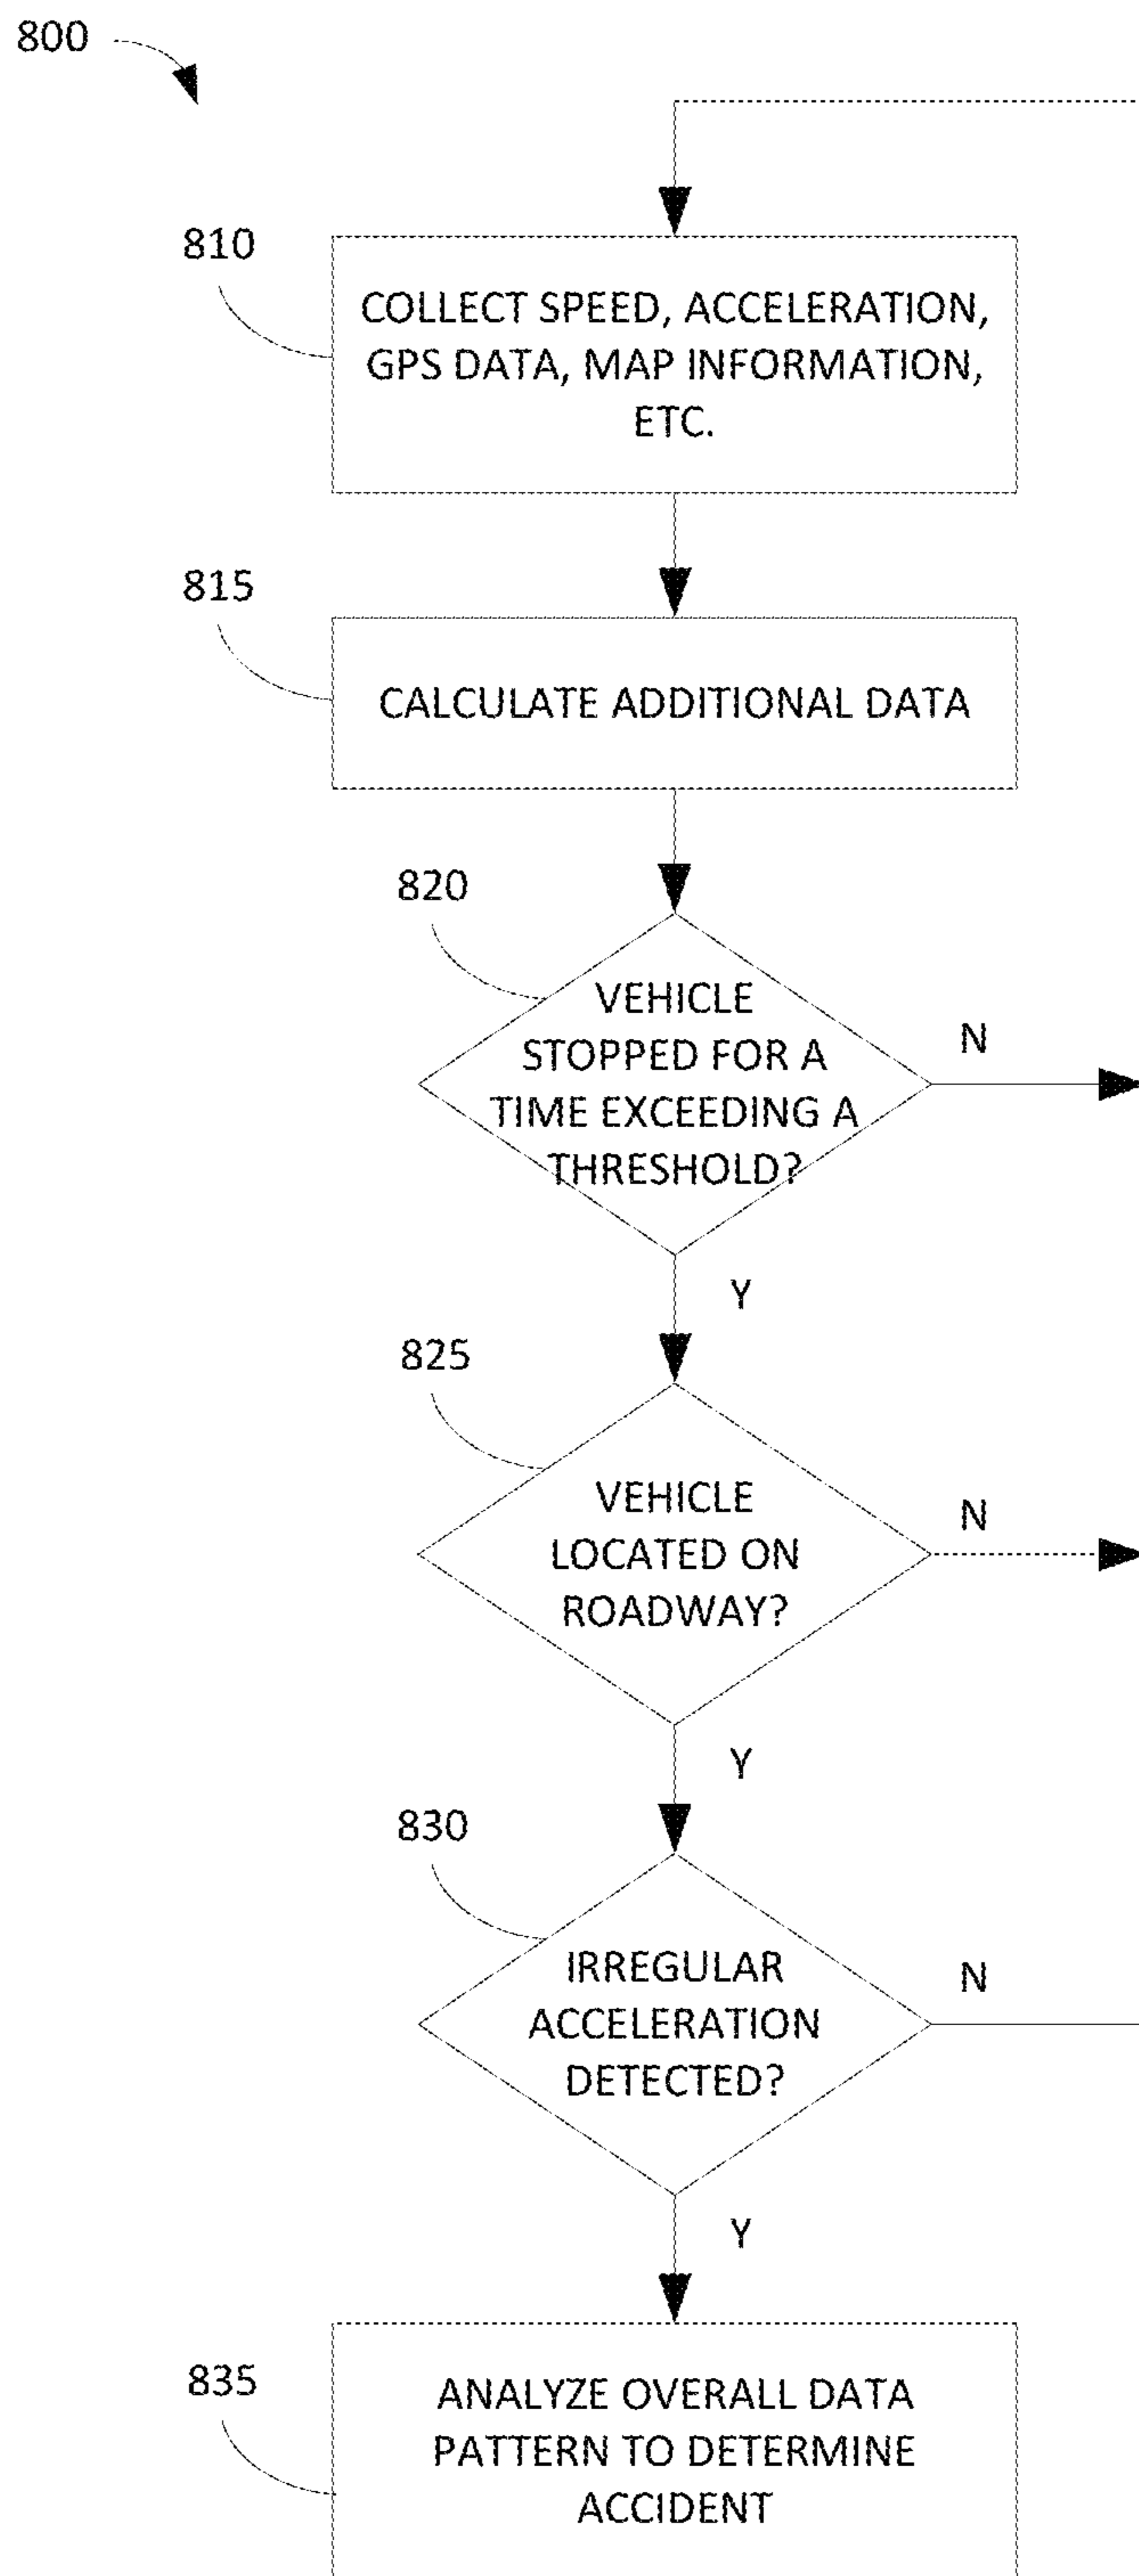 800
810
COLLECT SPEED, ACCELERATION,
GPS DATA, MAP INFORMATION,
ETC.
815
CALCULATE ADDITIONAL DATA
820
VEHICLE
STOPPED FOR A
TIME EXCEEDING A
THRESHOLD?
N
Y
825
VEHICLE
LOCATED ON
ROADWAY?
N
Y
830
IRREGULAR
ACCELERATION
DETECTED?
N
Y
835
ANALYZE OVERALL DATA
PATTERN TO DETERMINE
ACCIDENT